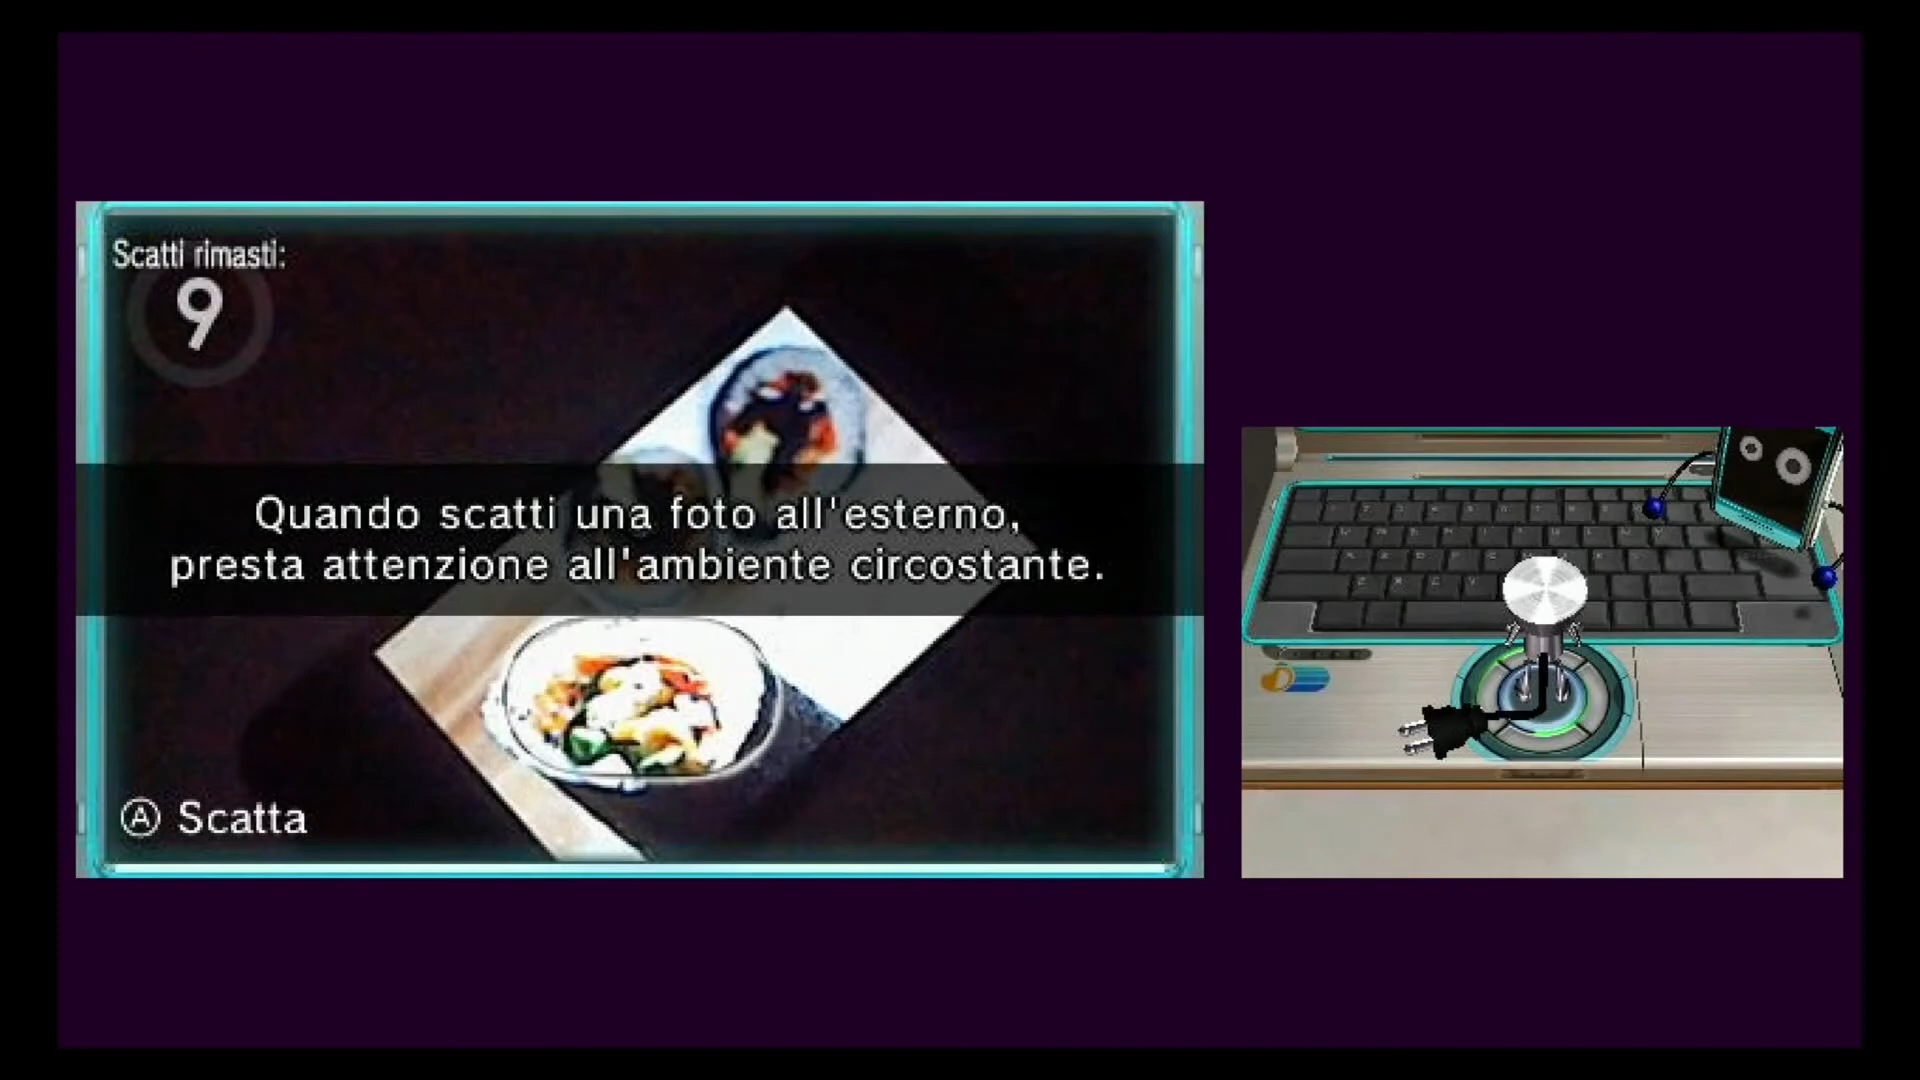 Scatti rimasti:
9
Quando scatti una foto all'esterno,
presta attenzione all'ambiente circostante.
Ⓐ Scatta